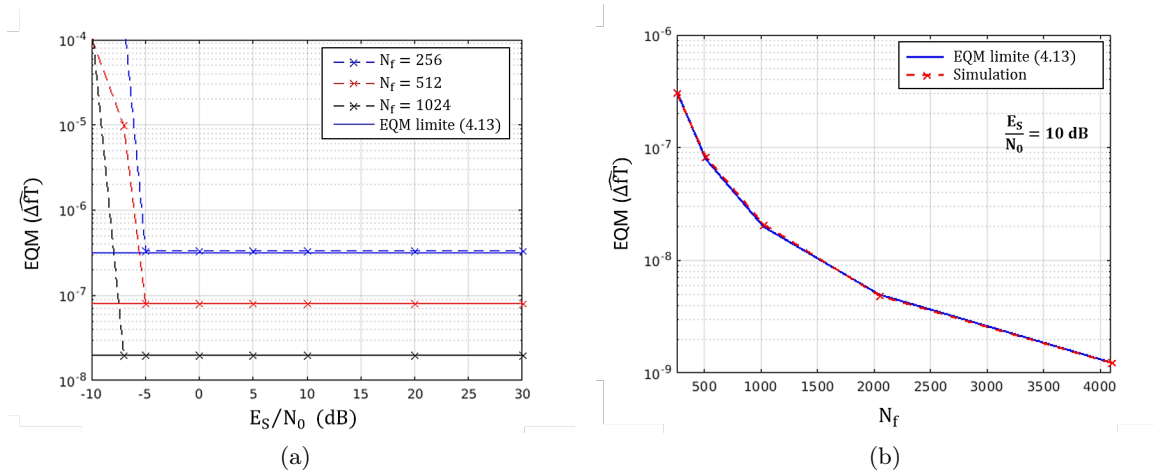 10⁻⁴
10⁻⁵
10⁻⁶
10⁻⁷
10⁻⁸
EQM (Δ̂fT)
-10 -5 0 5 10 15 20 25 30
E_S/N_0 (dB)
N_f = 256
N_f = 512
N_f = 1024
EQM limite (4.13)
(a)
10⁻⁶
10⁻⁷
10⁻⁸
10⁻⁹
EQM (Δ̂fT)
500 1000 1500 2000 2500 3000 3500 4000
N_f
EQM limite (4.13)
Simulation
E_S/N_0 = 10 dB
(b)